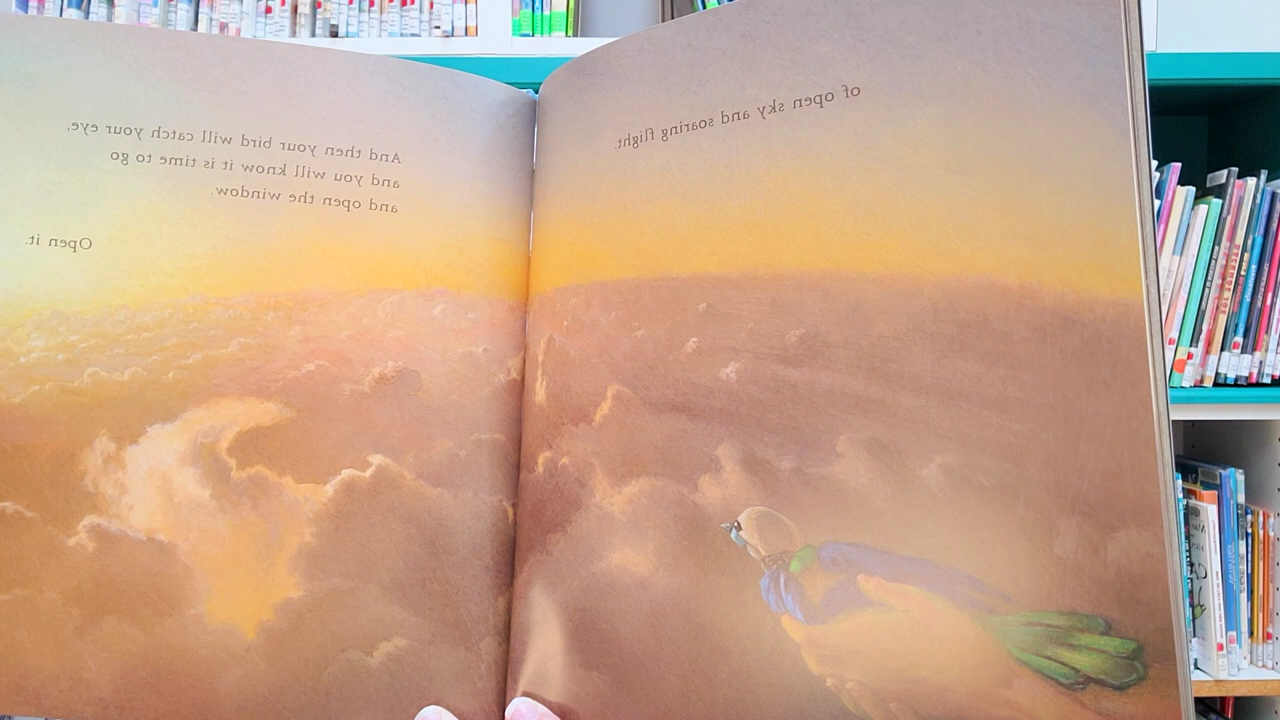 of open sky and soaring flight.
And then your bird will catch your eye,
and you will know it is time to go
and open the window.
Open it.